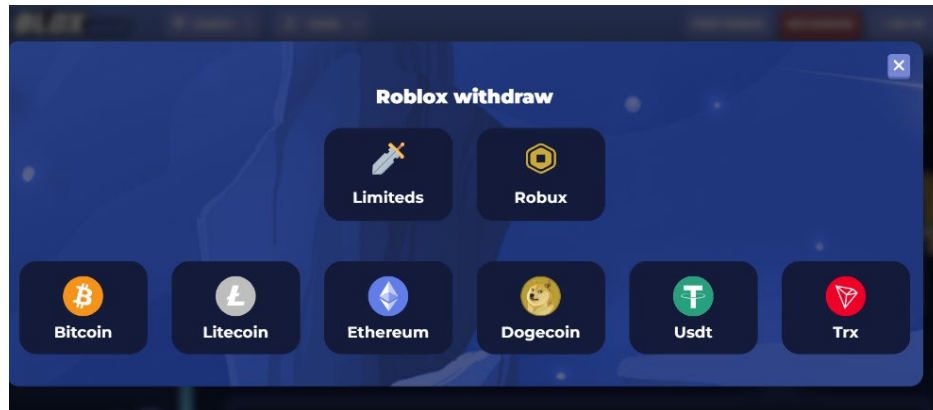 Roblox withdraw
Limiteds
Robux
Bitcoin
Litecoin
Ethereum
Dogecoin
Usdt
Trx